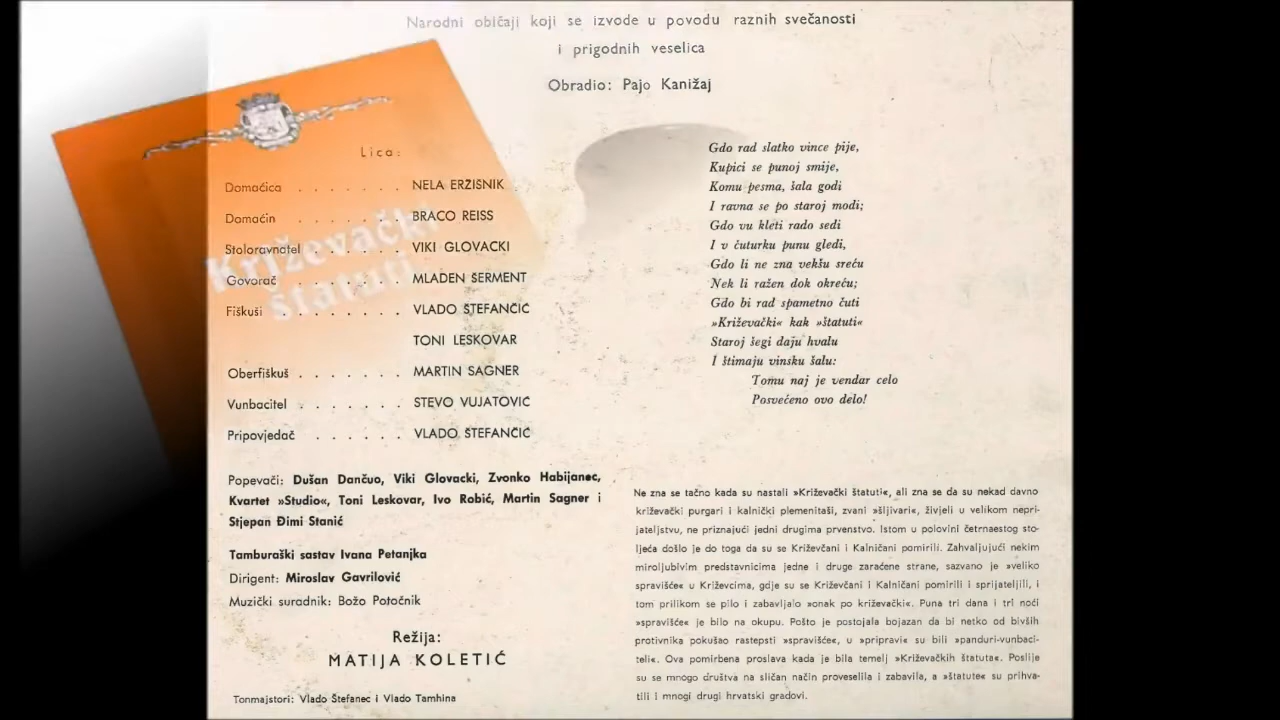 Narodni običaji koji se izvode u povodu raznih svečanosti
i prigodnih veselica
Obradio: Pajo Kanižaj
Lica:
Domaćica . . . . . . . NELA ERŽIŠNIK
Domaćin . . . . . . . BRACO REISS
Stoloravnatel . . . . . . VIKI GLOVACKI
Govorač . . . . . . . MLADEN ŠERMENT
Fiškuši . . . . . . . . VLADO ŠTEFANČIĆ
TONI LESKOVAR
Oberfiškuš . . . . . . . MARTIN SAGNER
Vunbacitel . . . . . . . STEVO VUJATOVIĆ
Pripovjedač . . . . . . VLADO ŠTEFANČIĆ
Križevački
štatuti
Popevači: Dušan Dančuo, Viki Glovacki, Zvonko Habijanec,
Kvartet »Studio«, Toni Leskovar, Ivo Robić, Martin Sagner i
Stjepan Đimi Stanić
Tamburaški sastav Ivana Petanjka
Dirigent: Miroslav Gavrilović
Muzički suradnik: Božo Potočnik
Režija:
MATIJA KOLETIĆ
Tonmajstori: Vlado Štefanec i Vlado Tamhina
Gdo rad slatko vince pije,
Kupici se punoj smije,
Komu pesma, šala godi
I ravna se po staroj modi;
Gdo vu kleti rado sedi
I v čuturku punu gledi,
Gdo li ne zna vekšu sreću
Nek li ražen dok okreću;
Gdo bi rad spametno čuti
»Križevački« kak »štatuti«
Staroj šegi daju hvalu
I štimaju vinsku šalu:
Tomu naj je vendar celo
Posvećeno ovo delo!
Ne zna se tačno kada su nastali »Križevački štatuti«, ali zna se da su nekad davno
križevački purgari i kalnički plemenitaši, zvani »šljivari«, živjeli u velikom nepri-
jateljstvu, ne priznajući jedni drugima prvenstvo. Istom u polovini četrnaestog sto-
ljeća došlo je do toga da su se Križevčani i Kalničani pomirili. Zahvaljujući nekim
miroljubivim predstavnicima jedne i druge zaraćene strane, sazvano je »veliko
spravišče« u Križevcima, gdje su se Križevčani i Kalničani pomirili i sprijateljili, i
tom prilikom se pilo i zabavljalo »onak po križevački«. Puna tri dana i tri noći
»spravišče« je bilo na okupu. Pošto je postojala bojazan da bi netko od bivših
protivnika pokušao rastepsti »spravišče«, u »pripravi« su bili »panduri-vunbaci-
teli«. Ova pomirbena proslava kada je bila temelj »Križevačkih štatuta«. Poslije
su se mnogo društva na sličan način proveselila i zabavila, a »štatute« su prihva-
tili i mnogi drugi hrvatski gradovi.